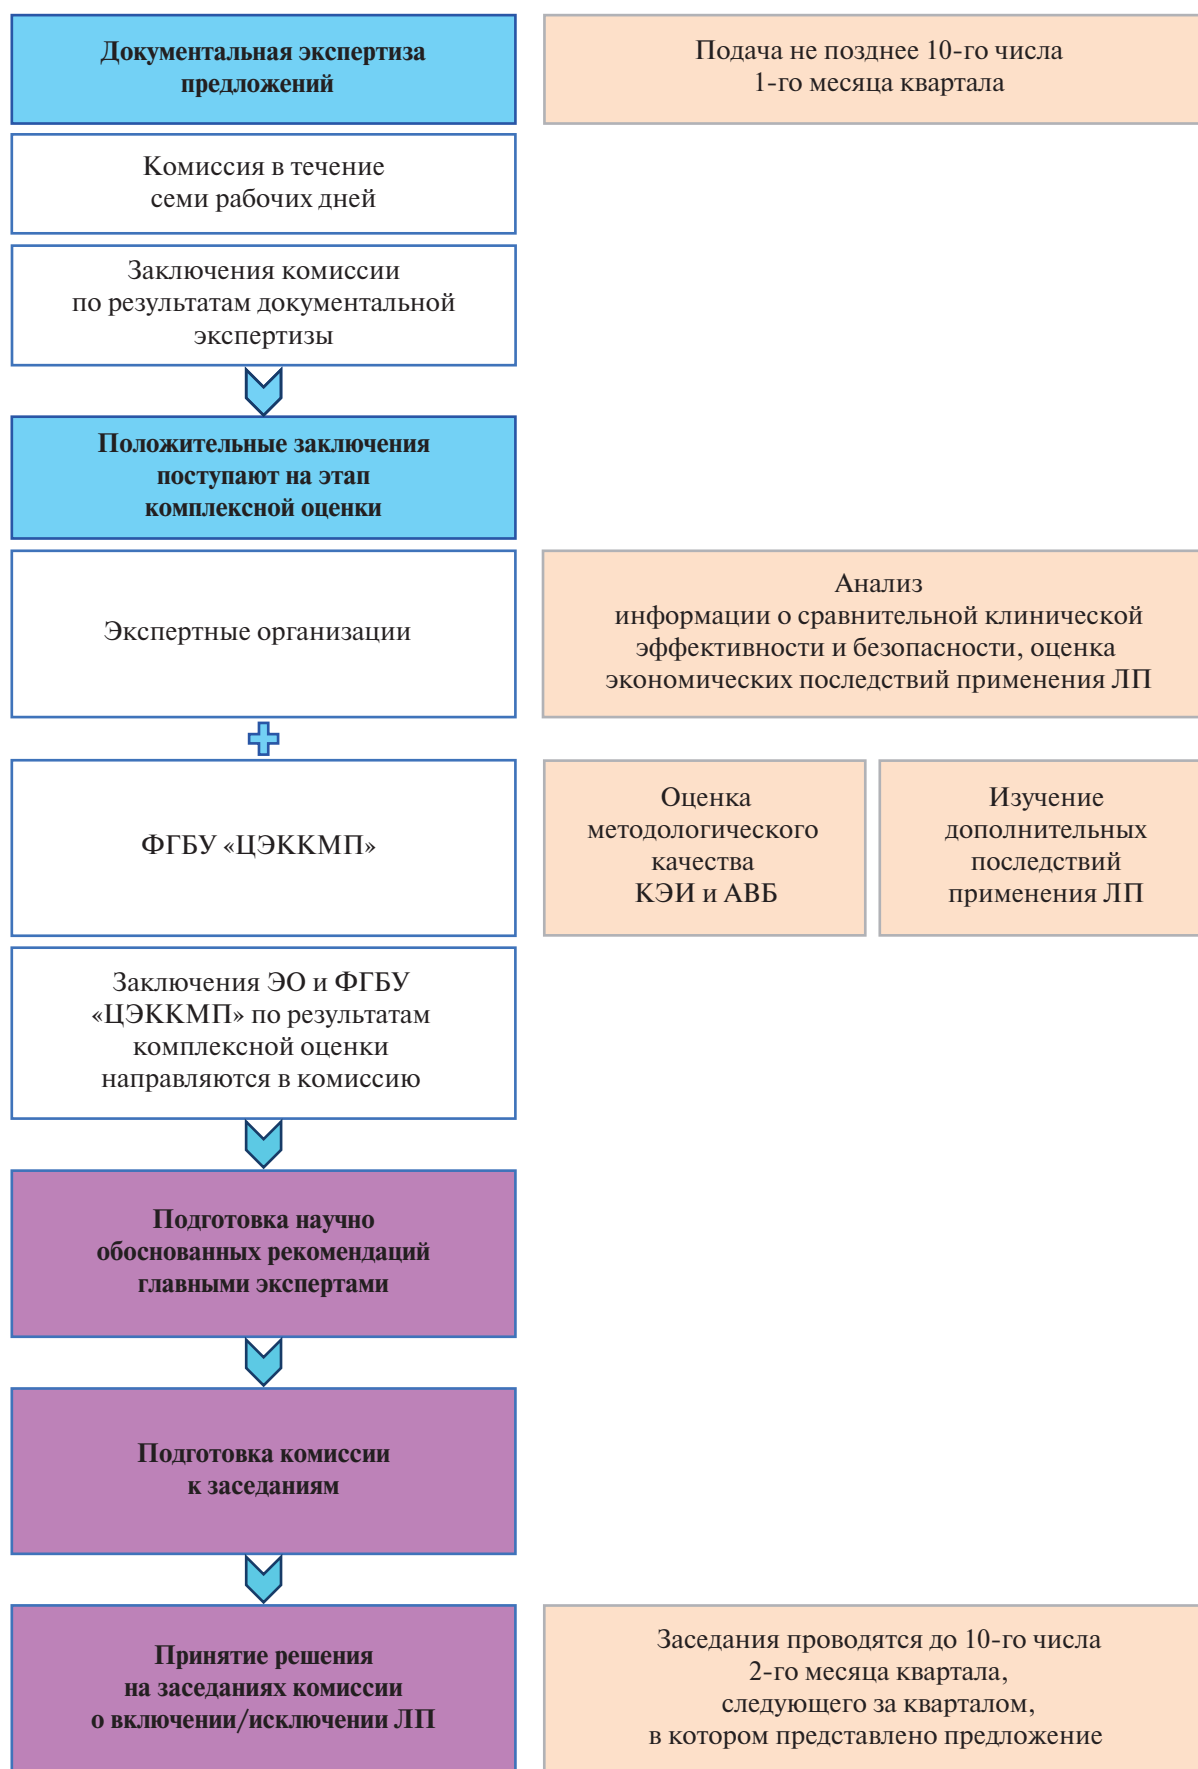 Документальная экспертиза
предложений
Подача не позднее 10-го числа
1-го месяца квартала
Комиссия в течение
семи рабочих дней
Заключения комиссии
по результатам документальной
экспертизы
Положительные заключения
поступают на этап
комплексной оценки
Экспертные организации
Анализ
информации о сравнительной клинической
эффективности и безопасности, оценка
экономических последствий применения ЛП
ФГБУ «ЦЭККМП»
Оценка
методологического
качества
КЭИ и АВБ
Изучение
дополнительных
последствий
применения ЛП
Заключения ЭО и ФГБУ
«ЦЭККМП» по результатам
комплексной оценки
направляются в комиссию
Подготовка научно
обоснованных рекомендаций
главными экспертами
Подготовка комиссии
к заседаниям
Принятие решения
на заседаниях комиссии
о включении/исключении ЛП
Заседания проводятся до 10-го числа
2-го месяца квартала,
следующего за кварталом,
в котором представлено предложение